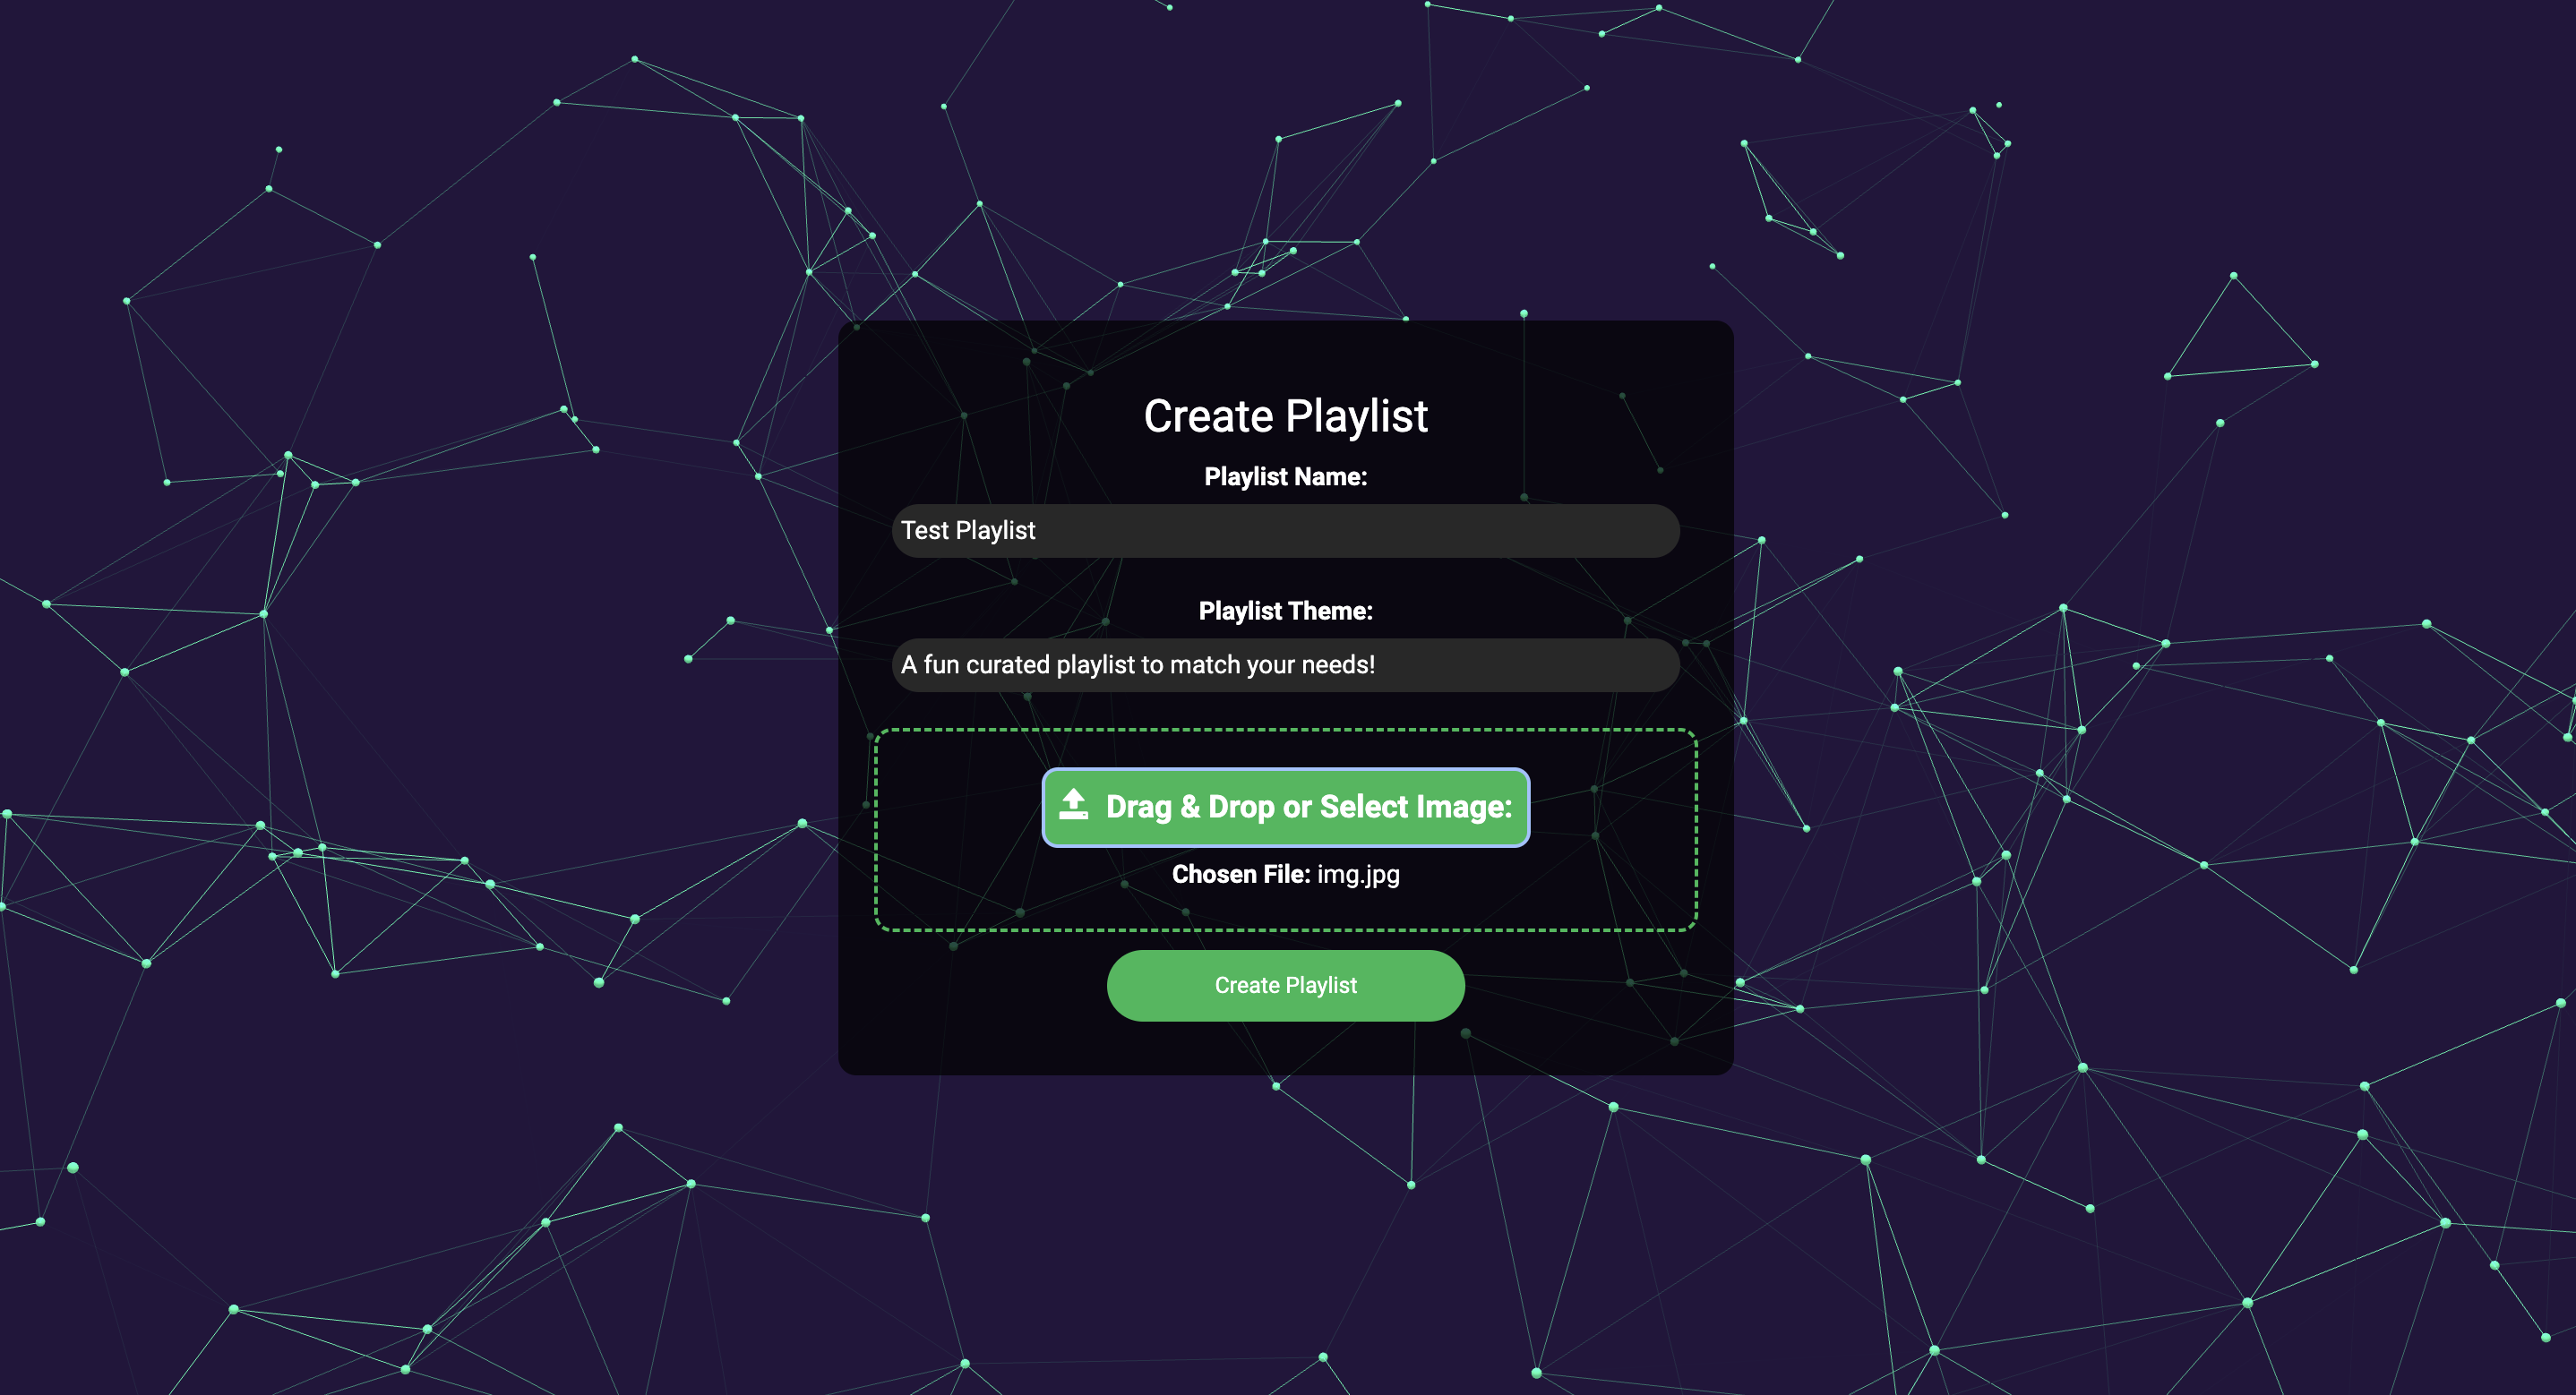 Create Playlist
Playlist Name:
Test Playlist
Playlist Theme:
A fun curated playlist to match your needs!
Drag & Drop or Select Image:
Chosen File: img.jpg
Create Playlist